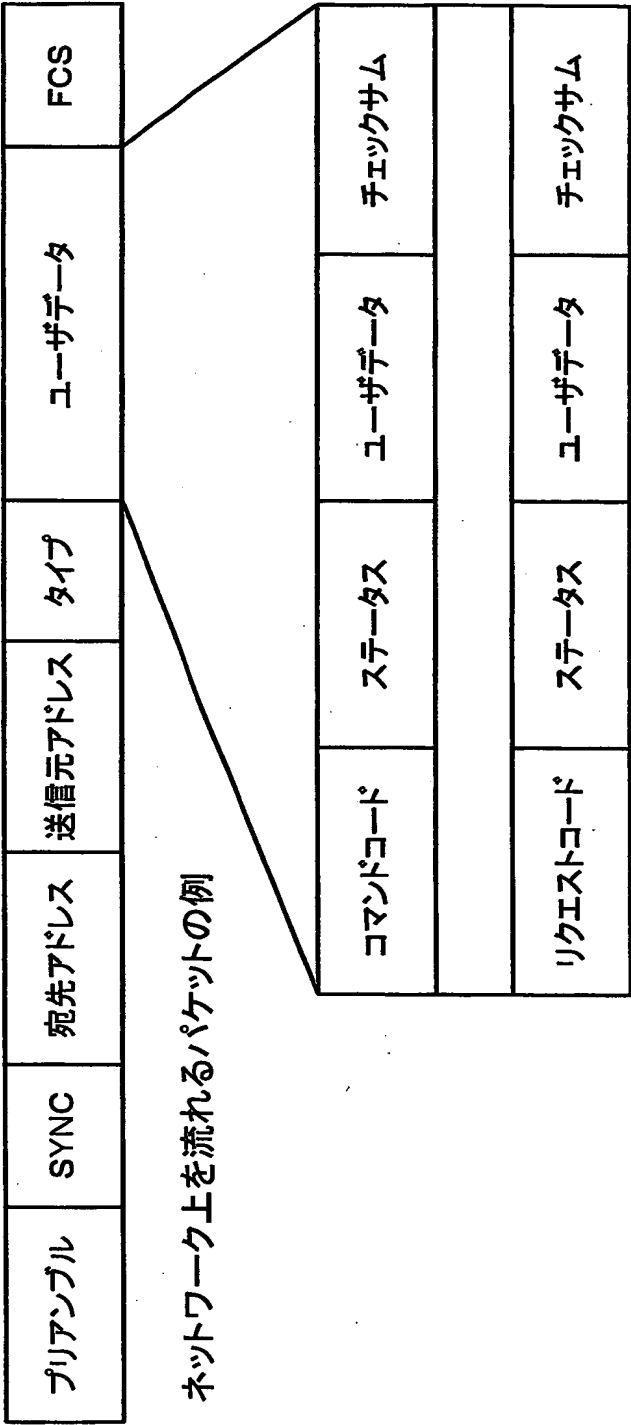 プリアンブル SYNC 宛先アドレス 送信元アドレス タイプ ユーザデータ FCS
ネットワーク上を流れるパケットの例
コマンドコード ステータス ユーザデータ チェックサム
リクエストコード ステータス ユーザデータ チェックサム